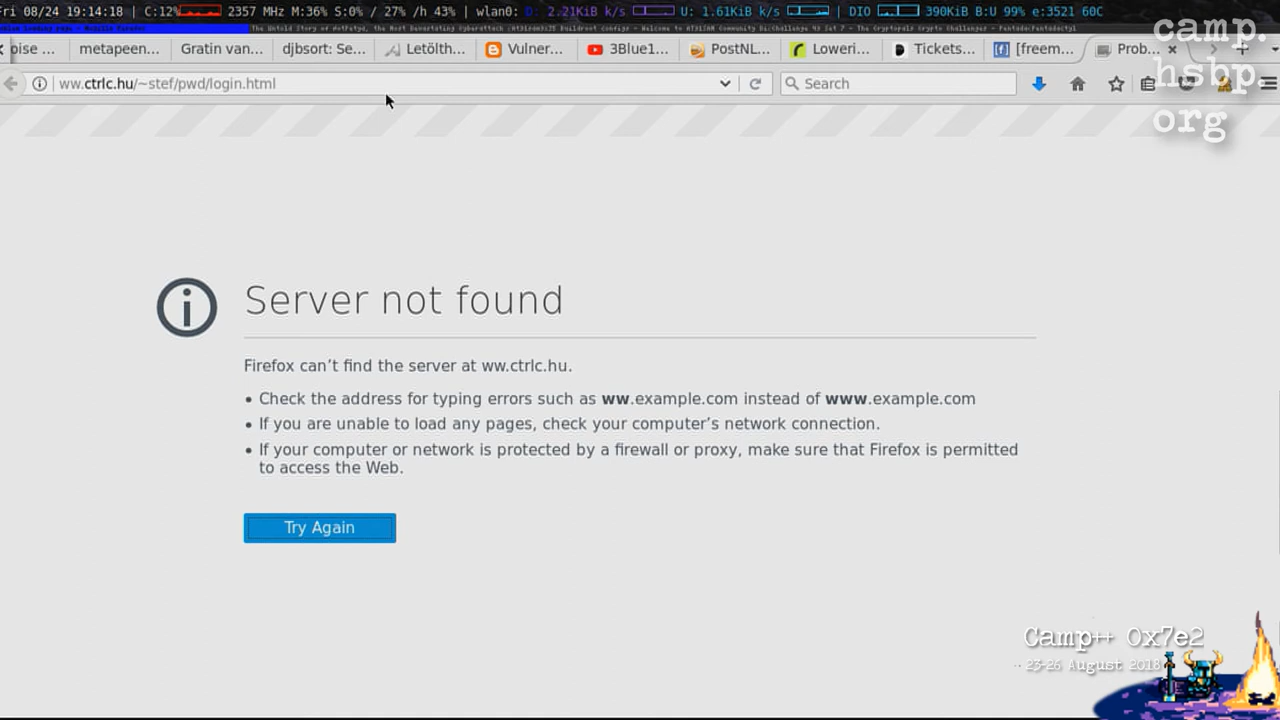 Fri 08/24 19:14:18 | C:12% 2357 MHz M:36% S:0% / 27% /h 43% — wlan0: D: 2.21KiB k/s U: 1.61KiB k/s | DIO 390KiB B:U 99% e:3521 60C
pise ... metapeen... Gratin van... djbsort: Se... Letölth... Vulner... 3Blue1... PostNL... Loweri... Tickets... [freem... Prob...
ww.ctrlc.hu/~stef/pwd/login.html
Search
camp.
hsbp.
org
Server not found
Firefox can’t find the server at ww.ctrlc.hu.
• Check the address for typing errors such as ww.example.com instead of www.example.com
• If you are unable to load any pages, check your computer’s network connection.
• If your computer or network is protected by a firewall or proxy, make sure that Firefox is permitted
to access the Web.
Try Again
Camp++ 0x7e2
23-26 August 2018